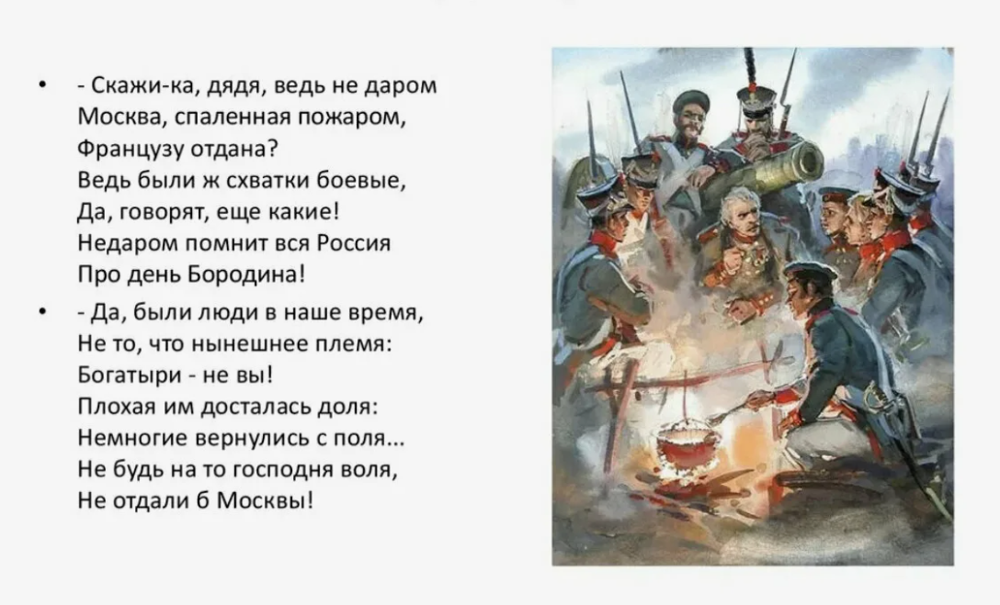 • - Скажи-ка, дядя, ведь не даром
Москва, спаленная пожаром,
Французу отдана?
Ведь были ж схватки боевые,
Да, говорят, еще какие!
Недаром помнит вся Россия
Про день Бородина!
• - Да, были люди в наше время,
Не то, что нынешнее племя:
Богатыри - не вы!
Плохая им досталась доля:
Немногие вернулись с поля...
Не будь на то господня воля,
Не отдали б Москвы!